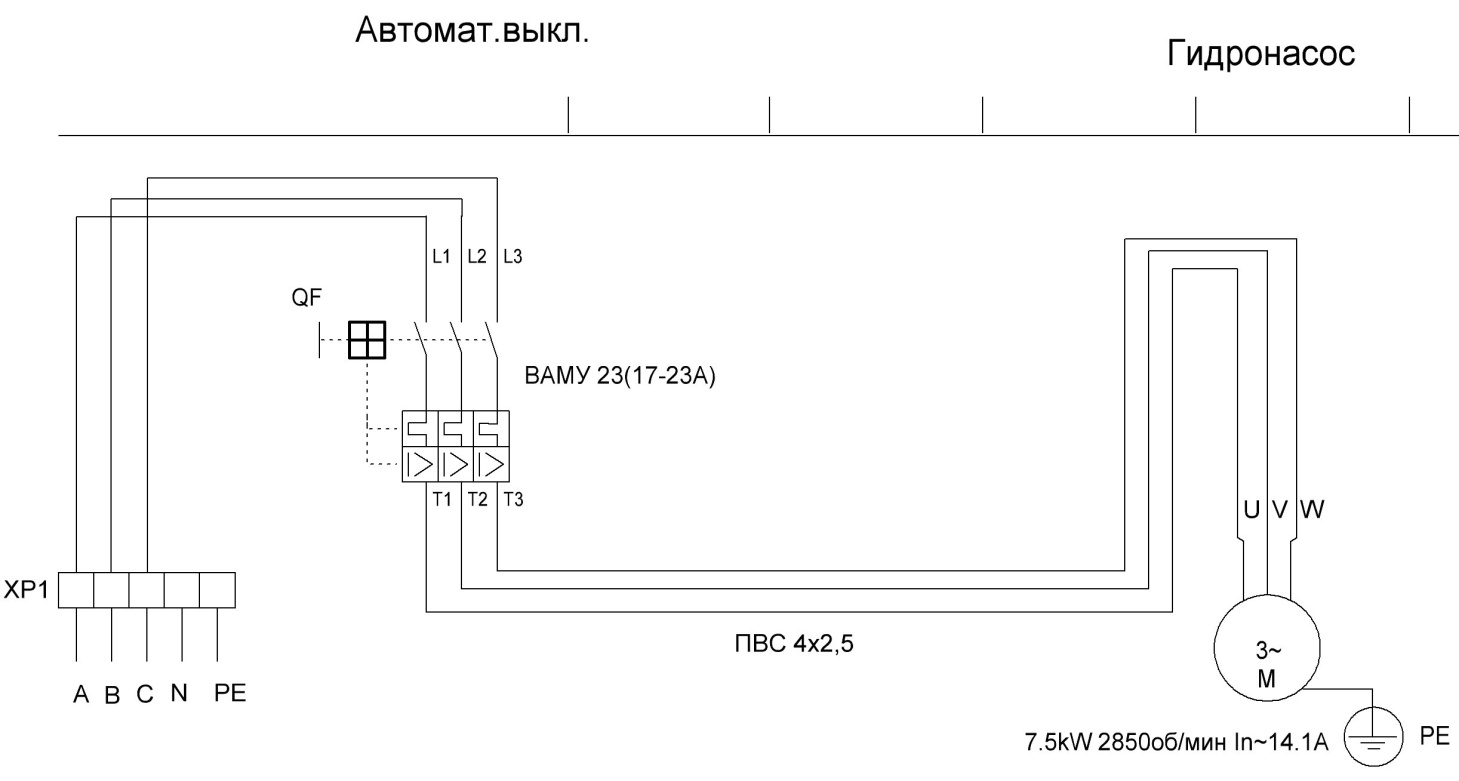 Автомат.выкл.
Гидронасос
L1 L2 L3
QF
ВАМУ 23(17-23А)
T1 T2 T3
U V W
XP1
ПВС 4х2,5
3~
М
A B C N PE
7.5kW 2850об/мин In~14.1A
PE